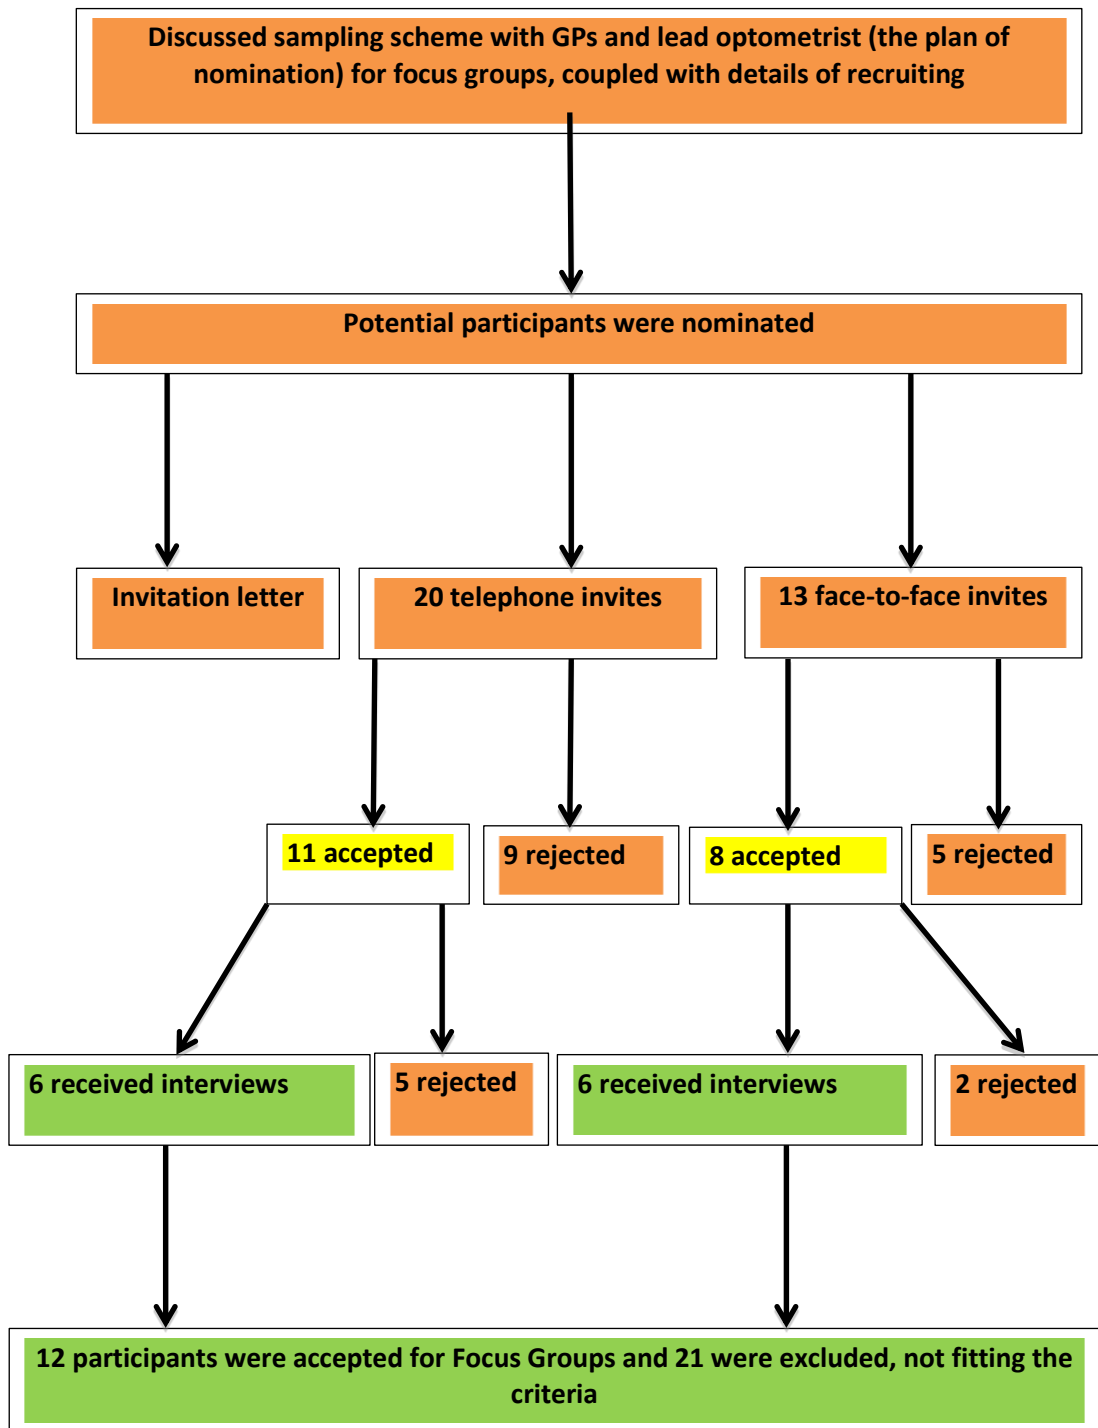 Discussed sampling scheme with GPs and lead optometrist (the plan of
nomination) for focus groups, coupled with details of recruiting
Potential participants were nominated
Invitation letter
20 telephone invites
13 face-to-face invites
11 accepted
9 rejected
8 accepted
5 rejected
6 received interviews
5 rejected
6 received interviews
2 rejected
12 participants were accepted for Focus Groups and 21 were excluded, not fitting the
criteria